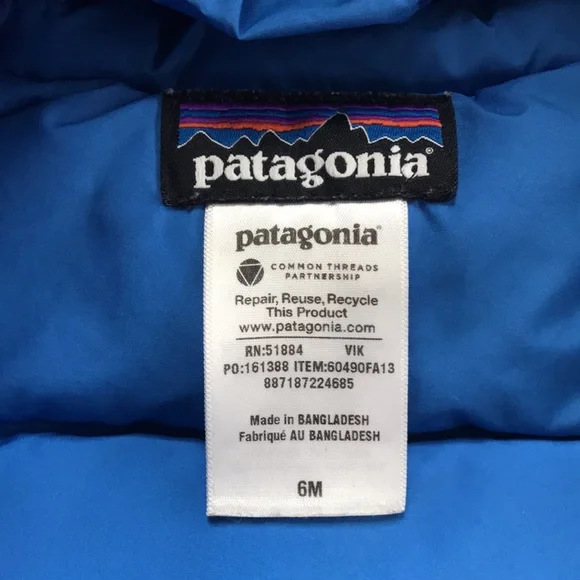 patagonia®
patagonia®
COMMON THREADS
PARTNERSHIP
Repair, Reuse, Recycle
This Product
www.patagonia.com
RN:51884 VIK
PO:161388 ITEM:60490FA13
887187224685
Made in BANGLADESH
Fabriqué AU BANGLADESH
6M